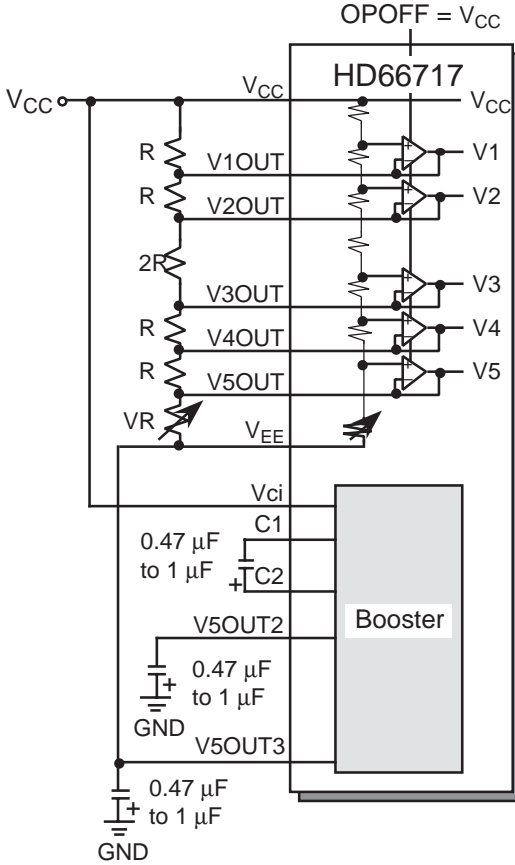 OPOFF = VCC
HD66717
VCC
VCC
VCC
R
V1OUT
V1
R
V2OUT
V2
2R
V3OUT
V3
R
V4OUT
V4
R
V5OUT
V5
VR
VEE
Vci
C1
0.47 µF
to 1 µF
+
C2
Booster
V5OUT2
0.47 µF
to 1 µF
+
GND
V5OUT3
0.47 µF
to 1 µF
+
GND